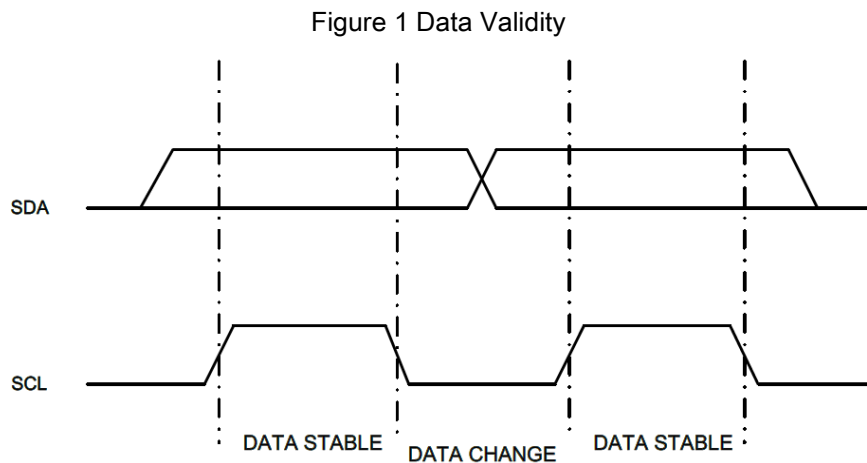 Figure 1 Data Validity
SDA
SCL
DATA STABLE
DATA CHANGE
DATA STABLE